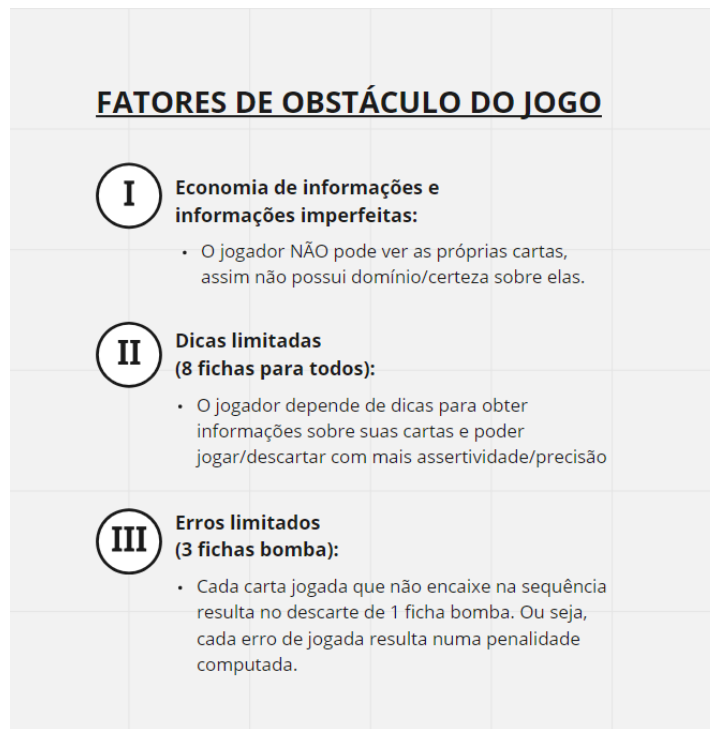 FATORES DE OBSTÁCULO DO JOGO
I
Economia de informações e
informações imperfeitas:
• O jogador NÃO pode ver as próprias cartas,
assim não possui domínio/certeza sobre elas.
II
Dicas limitadas
(8 fichas para todos):
• O jogador depende de dicas para obter
informações sobre suas cartas e poder
jogar/descartar com mais assertividade/precisão
III
Erros limitados
(3 fichas bomba):
• Cada carta jogada que não encaixe na sequência
resulta no descarte de 1 ficha bomba. Ou seja,
cada erro de jogada resulta numa penalidade
computada.